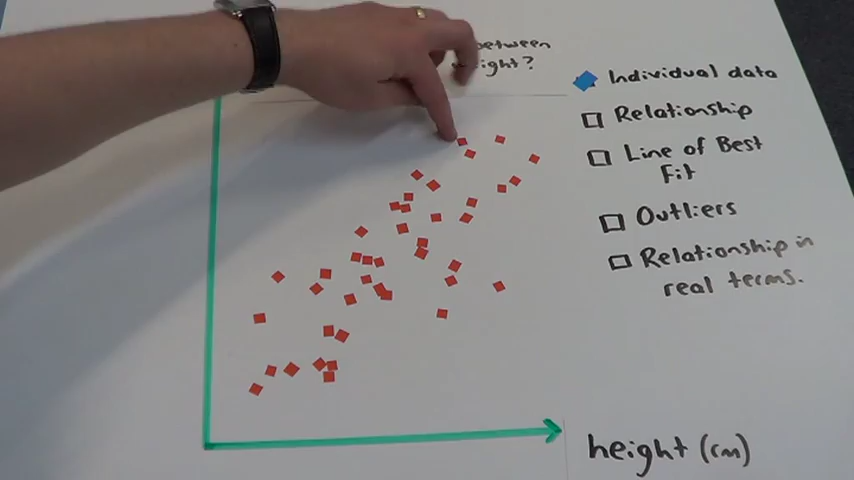 between
Individual data
Relationship
Line of Best
Fit
Outliers
Relationship in
real terms.
height (cm)